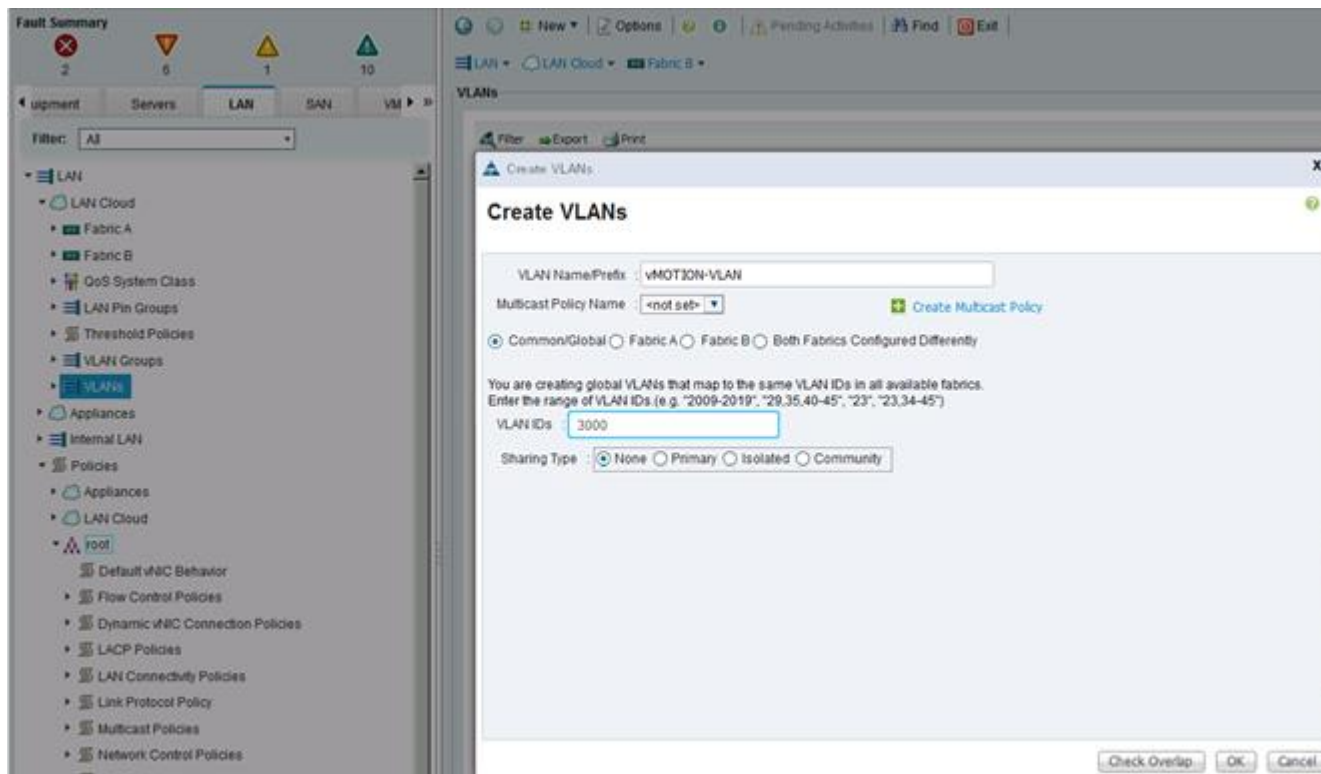 Fault Summary
2 6 1 10
uipment Servers LAN SAN VM
Filter: All
LAN
LAN Cloud
Fabric A
Fabric B
QoS System Class
LAN Pin Groups
Threshold Policies
VLAN Groups
VLANs
Appliances
Internal LAN
Policies
Appliances
LAN Cloud
root
Default vNIC Behavior
Flow Control Policies
Dynamic vNIC Connection Policies
LACP Policies
LAN Connectivity Policies
Link Protocol Policy
Multicast Policies
Network Control Policies
New Options Pending Activities Find Exit
LAN LAN Cloud Fabric B
VLANs
Filter Export Print
Create VLANs X
Create VLANs
VLAN Name/Prefix : vMOTION-VLAN
Multicast Policy Name : <not set> Create Multicast Policy
Common/Global Fabric A Fabric B Both Fabrics Configured Differently
You are creating global VLANs that map to the same VLAN IDs in all available fabrics.
Enter the range of VLAN IDs.(e.g. "2009-2019", "29,35,40-45", "23", "23,34-45")
VLAN IDs : 3000
Sharing Type : None Primary Isolated Community
Check Overlap OK Cancel